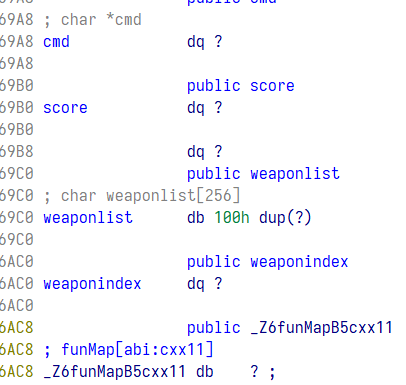 69A8 public cmd
69A8 ; char *cmd
69A8 cmd dq ?
69A8
69B0 public score
69B0 score dq ?
69B0
69B8 dq ?
69C0 public weaponlist
69C0 ; char weaponlist[256]
69C0 weaponlist db 100h dup(?)
69C0
6AC0 public weaponindex
6AC0 weaponindex dq ?
6AC0
6AC8 public _Z6funMapB5cxx11
6AC8 ; funMap[abi:cxx11]
6AC8 _Z6funMapB5cxx11 db ? ;